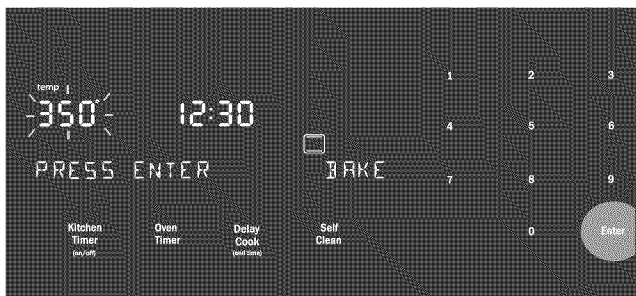 temp
350° 12:30
PRESS ENTER BAKE
Kitchen Timer (on/off)
Oven Timer
Delay Cook (end time)
Self Clean
1 2 3
4 5 6
7 8 9
0 Enter